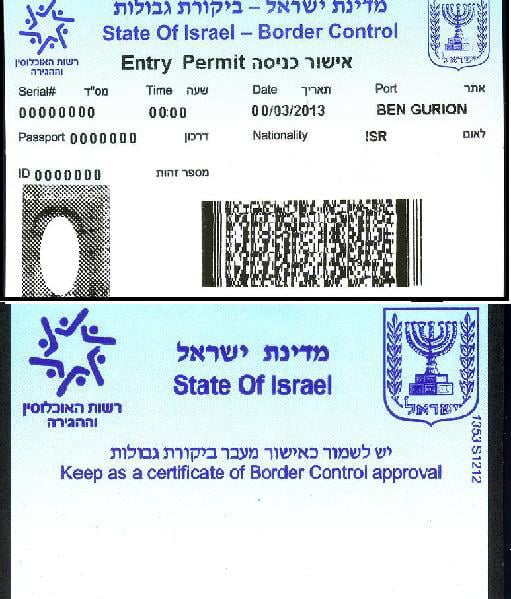 מדינת ישראל – ביקורת גבולות
State Of Israel – Border Control
רשות האוכלוסין
וההגירה
Entry Permit אישור כניסה
Serial# מס"ד Time שעה Date תאריך Port אתר
00000000 00:00 00/03/2013 BEN GURION
Passport 0000000 דרכון Nationality ISR לאום
ID 0000000 מספר זהות
מדינת ישראל
State Of Israel
רשות האוכלוסין
וההגירה
ישראל
יש לשמור כאישור מעבר ביקורת גבולות
Keep as a certificate of Border Control approval
1353 S1212